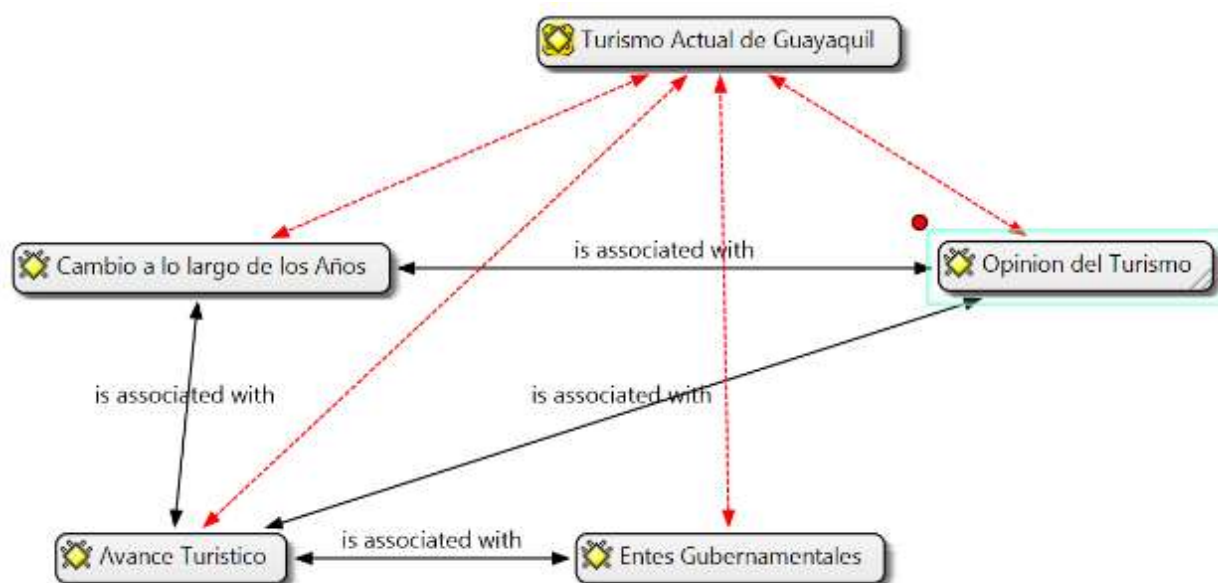 Turismo Actual de Guayaquil
is associated with
Cambio a lo largo de los Años
Opinion del Turismo
is associated with
is associated with
is associated with
Avance Turistico
Entes Gubernamentales